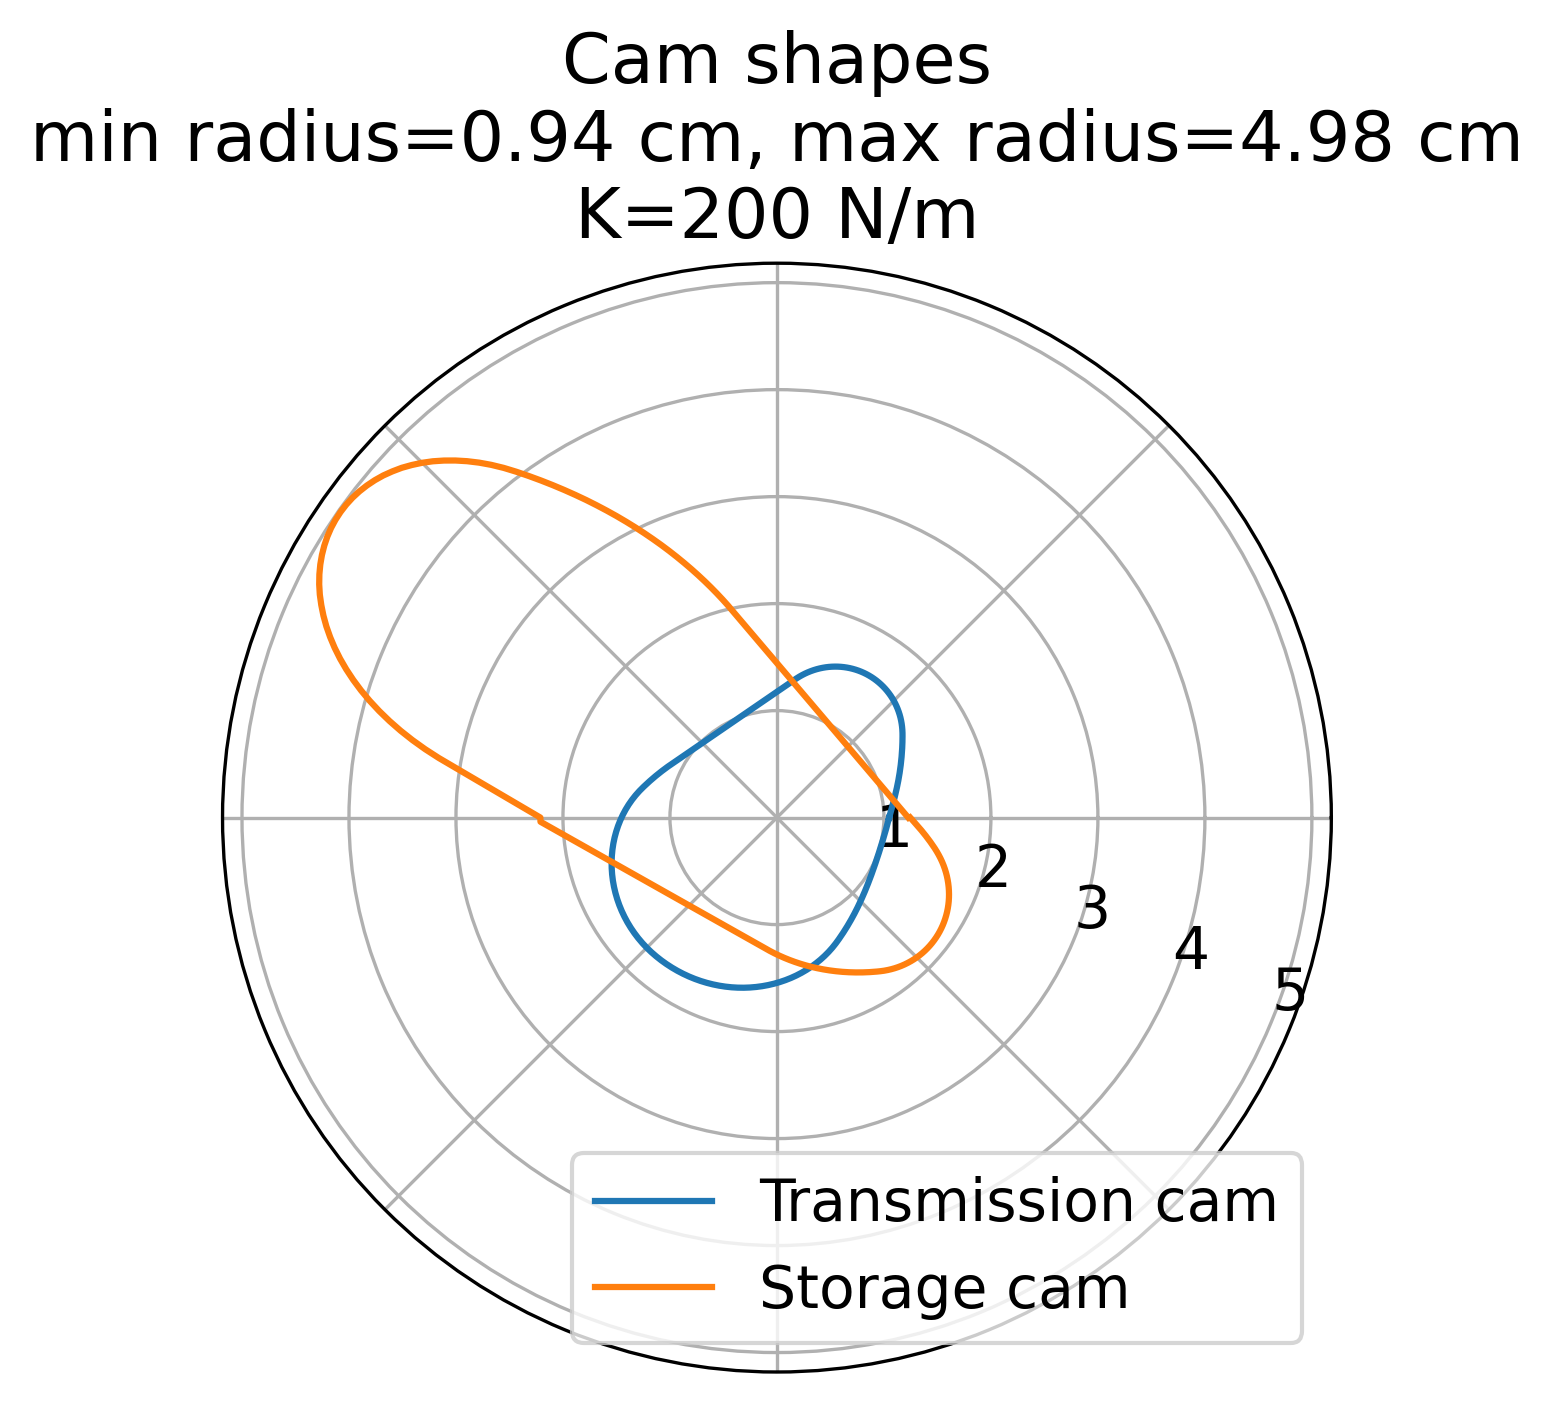 Cam shapes
min radius=0.94 cm, max radius=4.98 cm
K=200 N/m
1
2
3
4
5
Transmission cam
Storage cam